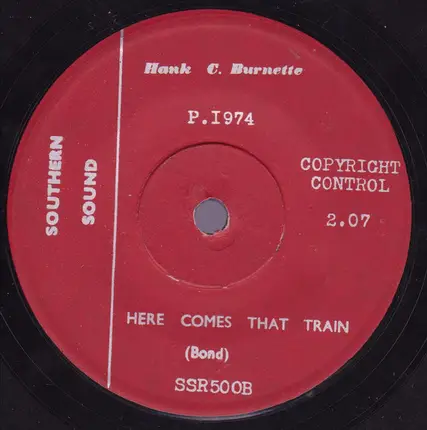 Hank C. Burnette
P.I974
SOUTHERN
SOUND
COPYRIGHT
CONTROL
2.07
HERE COMES THAT TRAIN
(Bond)
SSR500B